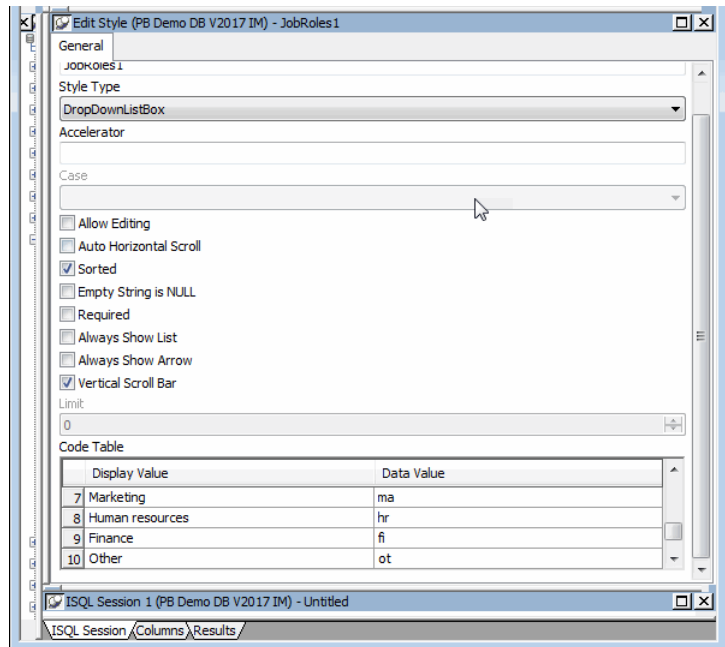 Edit Style (PB Demo DB V2017 IM) - JobRoles1
General
JobRoles1
Style Type
DropDownListBox
Accelerator
Case
Allow Editing
Auto Horizontal Scroll
Sorted
Empty String is NULL
Required
Always Show List
Always Show Arrow
Vertical Scroll Bar
Limit
0
Code Table
Display Value Data Value
7 Marketing ma
8 Human resources hr
9 Finance fi
10 Other ot
ISQL Session 1 (PB Demo DB V2017 IM) - Untitled
ISQL Session Columns Results